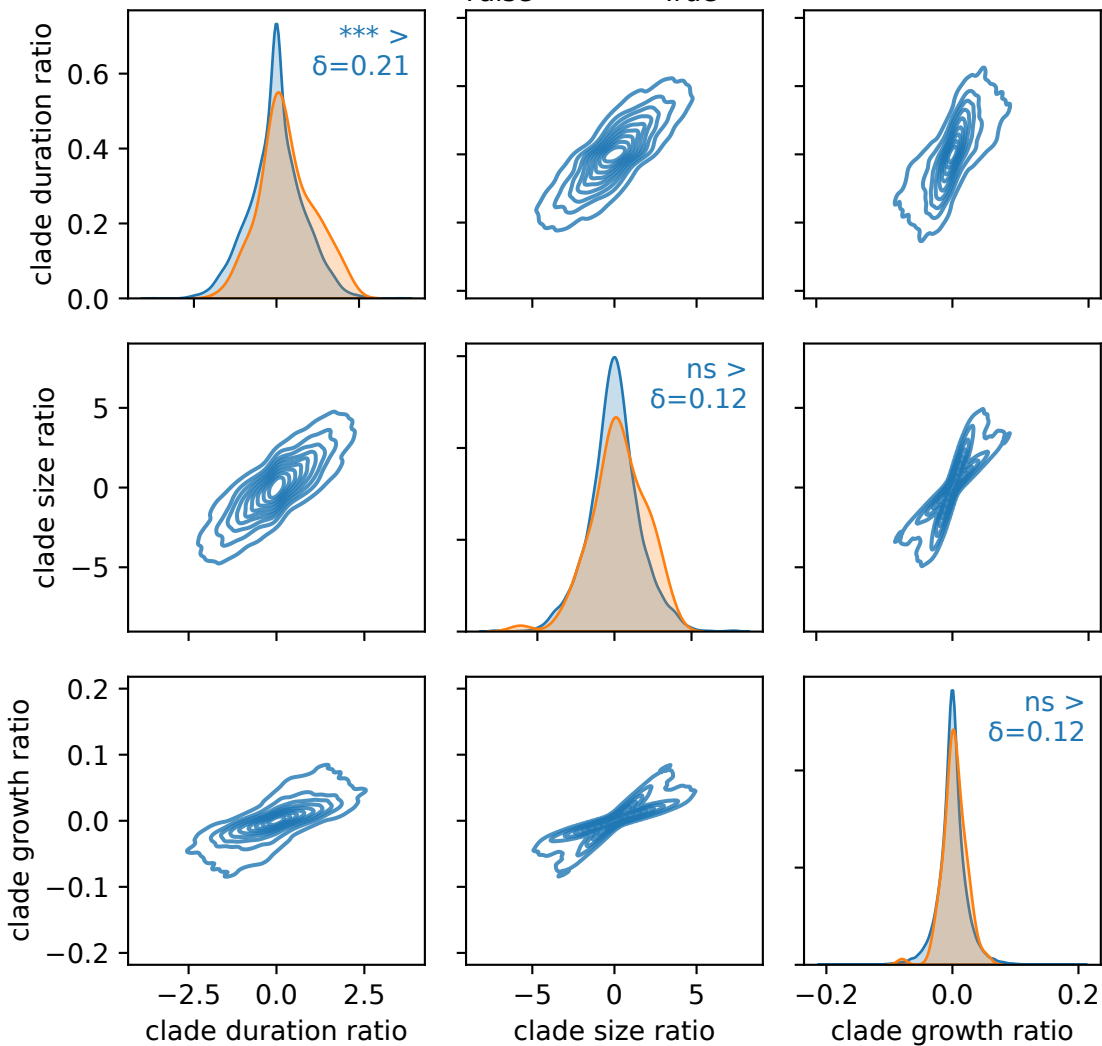 clade duration ratio
0.6
0.4
0.2
0.0
*** >
δ=0.21
clade size ratio
5
0
−5
ns >
δ=0.12
clade growth ratio
0.2
0.1
0.0
−0.1
−0.2
ns >
δ=0.12
−2.5 0.0 2.5
clade duration ratio
−5 0 5
clade size ratio
−0.2 0.0 0.2
clade growth ratio